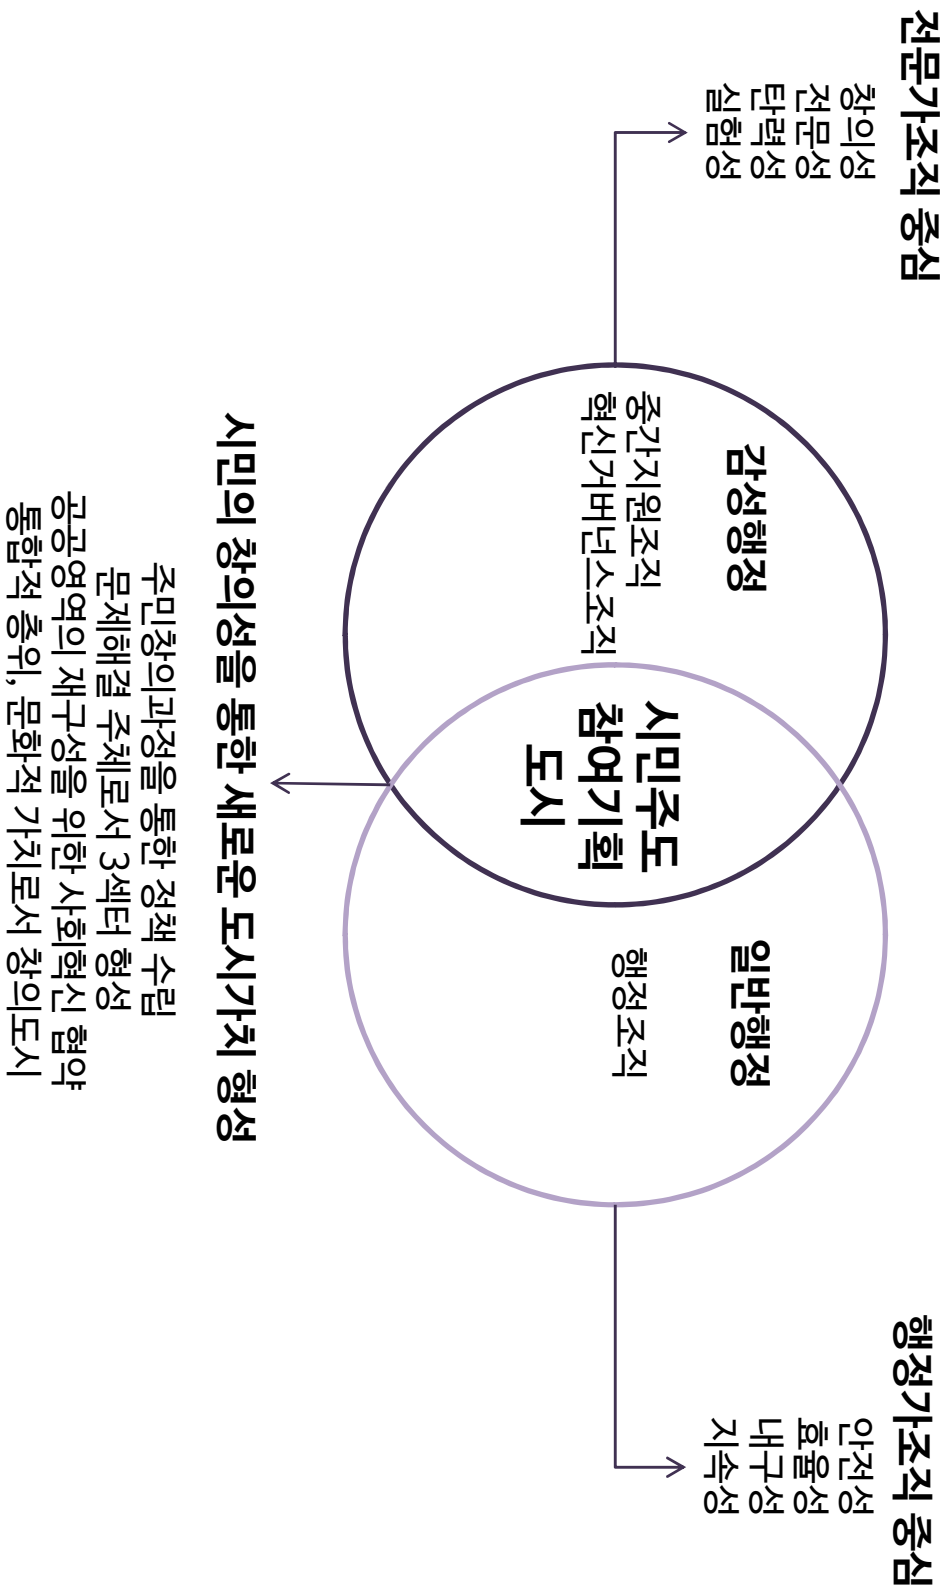 전문가조직 중심
창의성
전문성
탄력성
실험성
행정가조직 중심
안전성
효율성
내구성
지속성
감성행정
중간지원조직
혁신거버넌스조직
시민주도
참여기획
도시
일반행정
행정조직
시민의 창의성을 통한 새로운 도시가치 형성
주민창의과정을 통한 정책 수립
문제해결 주체로서 3섹터 형성
공공영역의 재구성을 위한 사회혁신 협약
통합적 층위, 문화적 가치로서 창의도시